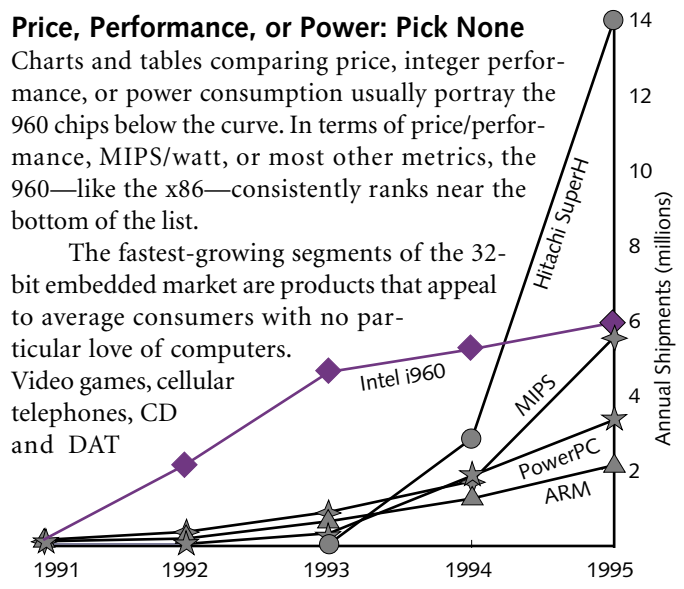 Price, Performance, or Power: Pick None
Charts and tables comparing price, integer perfor-
mance, or power consumption usually portray the
960 chips below the curve. In terms of price/perfor-
mance, MIPS/watt, or most other metrics, the
960—like the x86—consistently ranks near the
bottom of the list.
The fastest-growing segments of the 32-
bit embedded market are products that appeal
to average consumers with no par-
ticular love of computers.
Video games, cellular
telephones, CD
and DAT
14
12
10
8
6
4
2
Annual Shipments (millions)
Hitachi SuperH
Intel i960
MIPS
PowerPC
ARM
1991
1992
1993
1994
1995